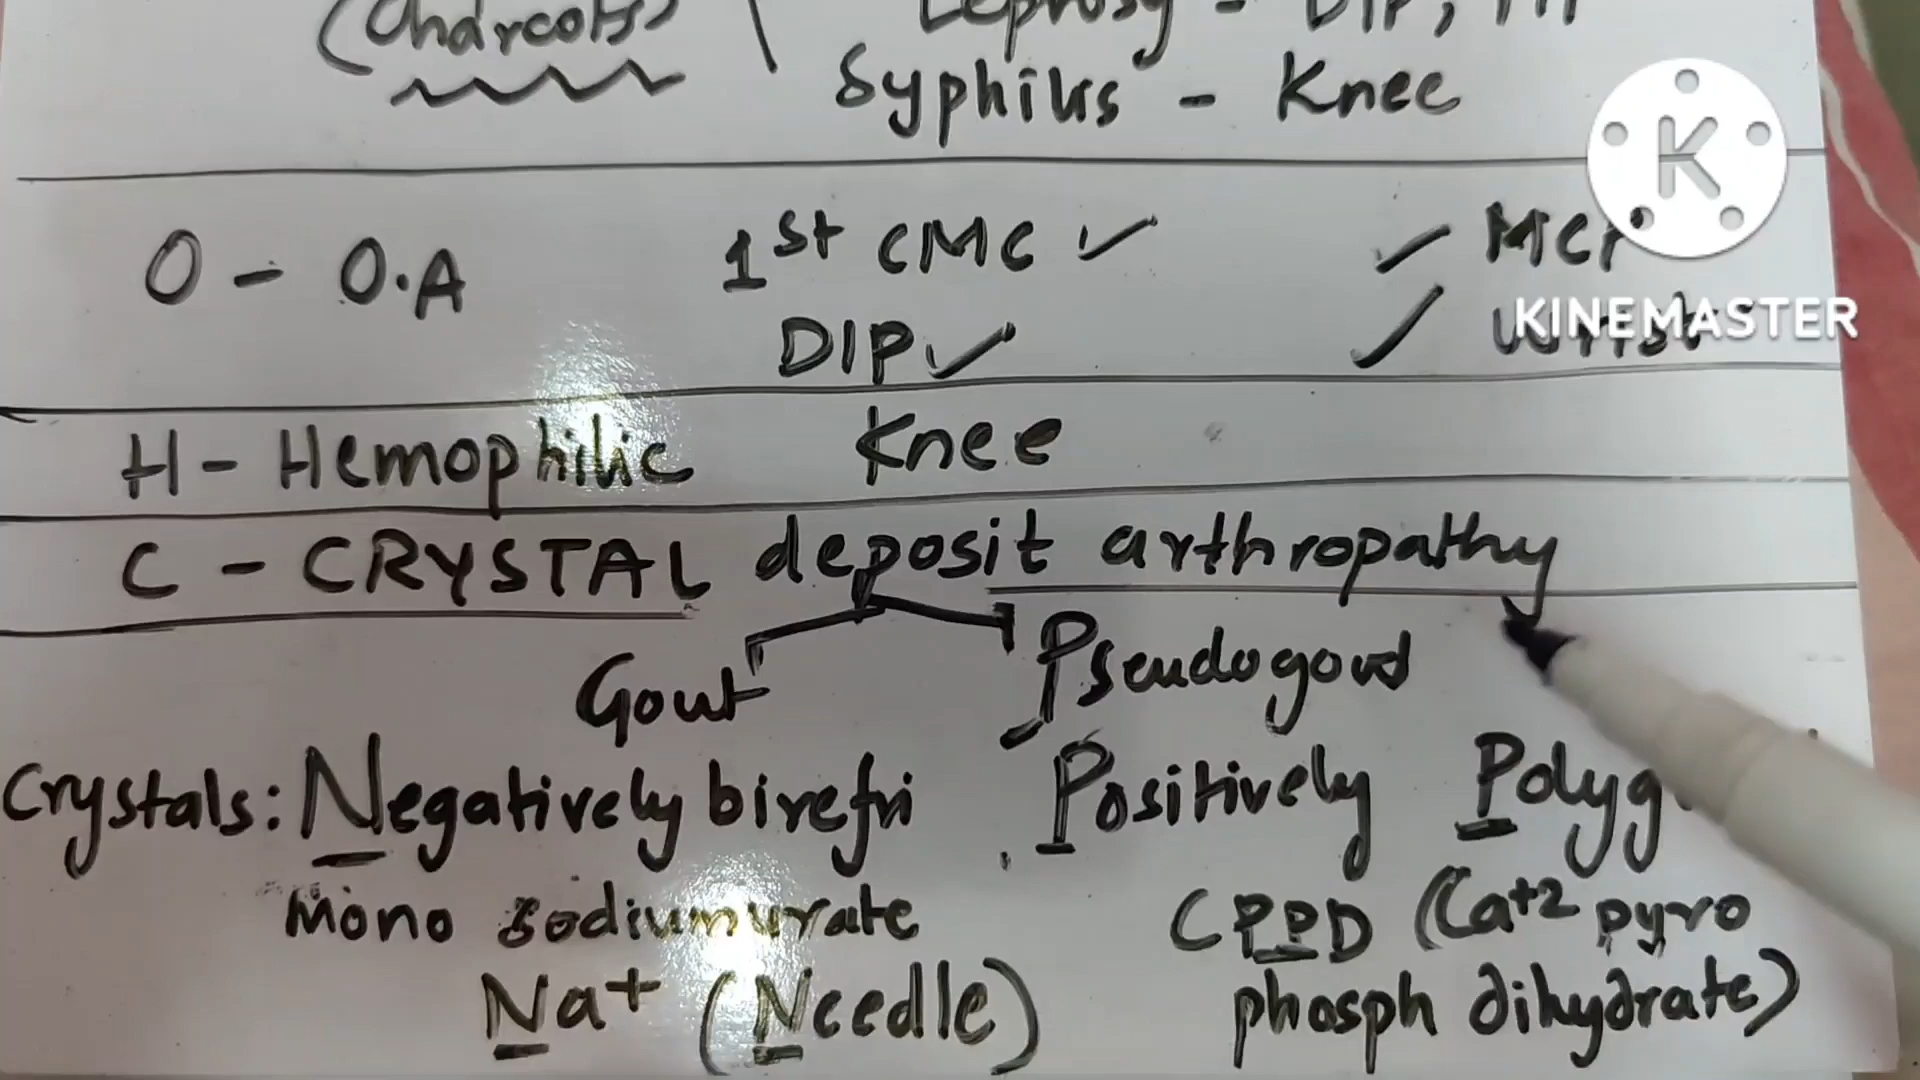 (Charcots)
Leprosy - DIP,
Syphilis - Knee
O - O.A 1st CMC ✓ ✓ MCP
DIP ✓ ✓ Wrist
KINEMASTER
H - Hemophilic Knee
C - CRYSTAL deposit arthropathy
Gout Pseudogout
Crystals: Negatively birefri Positively Polyg
Mono sodium urate CPPD (Ca+2 pyro
Na+ (Needle) phosph dihydrate)